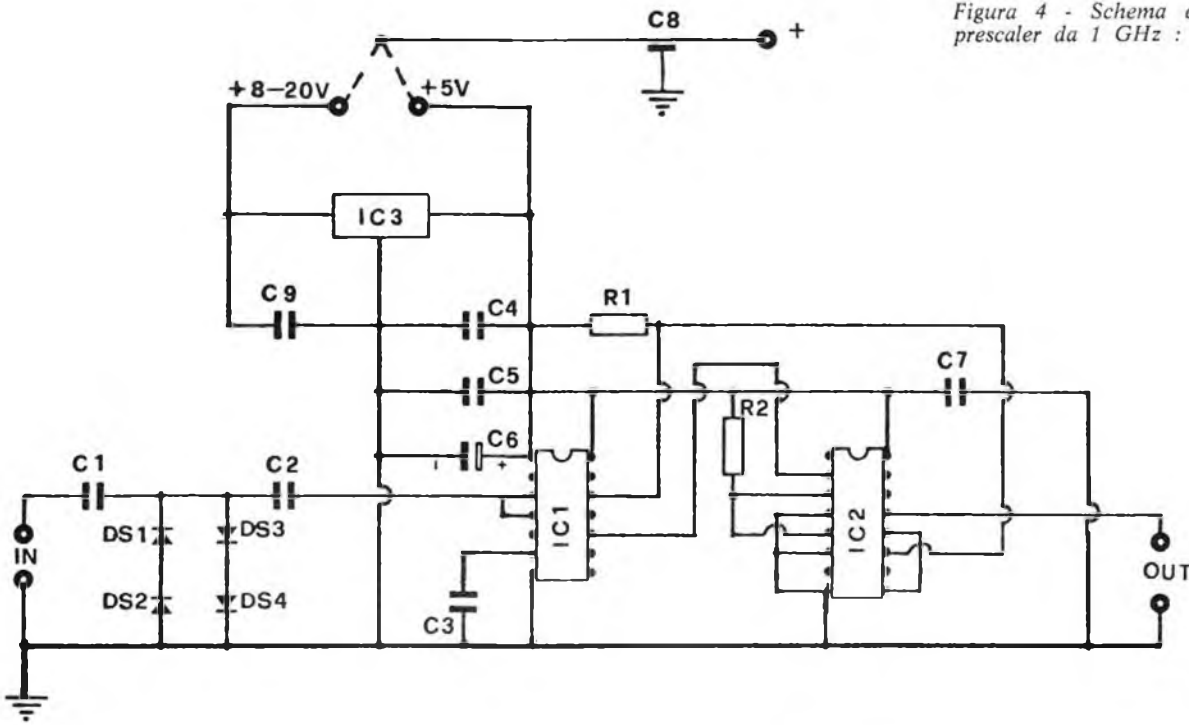 Figura 4 - Schema e
prescaler da 1 GHz :
C8
+
+8-20V
+5V
IC3
C9
C4
R1
C5
C7
R2
C6
- +
C1
C2
IC1
IC2
DS1
DS3
IN
OUT
DS2
DS4
C3